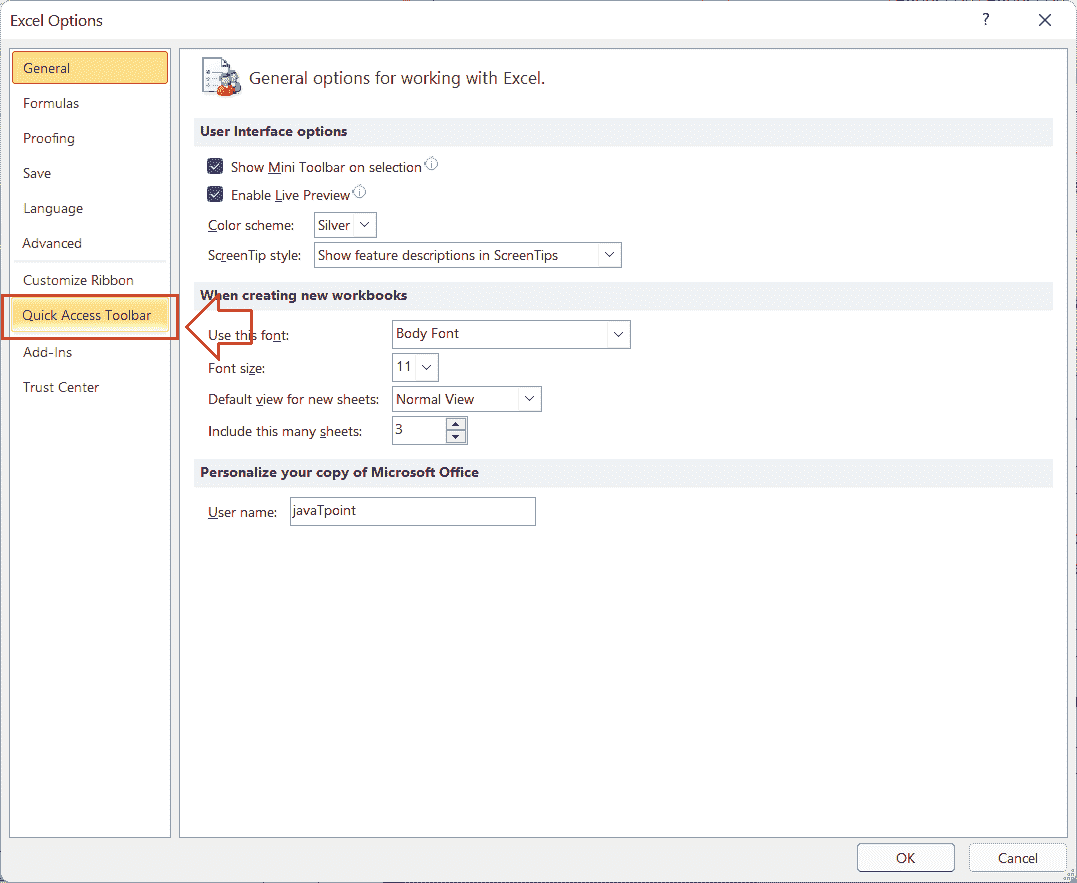 Excel Options ?
General
Formulas
Proofing
Save
Language
Advanced
Customize Ribbon
Quick Access Toolbar
Add-Ins
Trust Center
General options for working with Excel.
User Interface options
Show Mini Toolbar on selection
Enable Live Preview
Color scheme: Silver
ScreenTip style: Show feature descriptions in ScreenTips
When creating new workbooks
Use this font: Body Font
Font size: 11
Default view for new sheets: Normal View
Include this many sheets: 3
Personalize your copy of Microsoft Office
User name: javaTpoint
OK Cancel